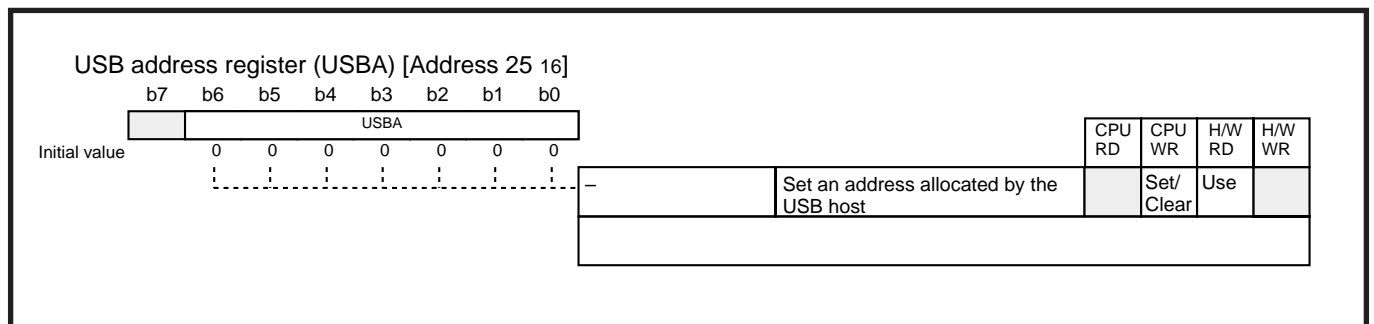 USB address register (USBA) [Address 25 16]
b7 b6 b5 b4 b3 b2 b1 b0
USBA
Initial value 0 0 0 0 0 0 0
CPU RD CPU WR H/W RD H/W WR
– Set an address allocated by the Set/ Use
USB host Clear